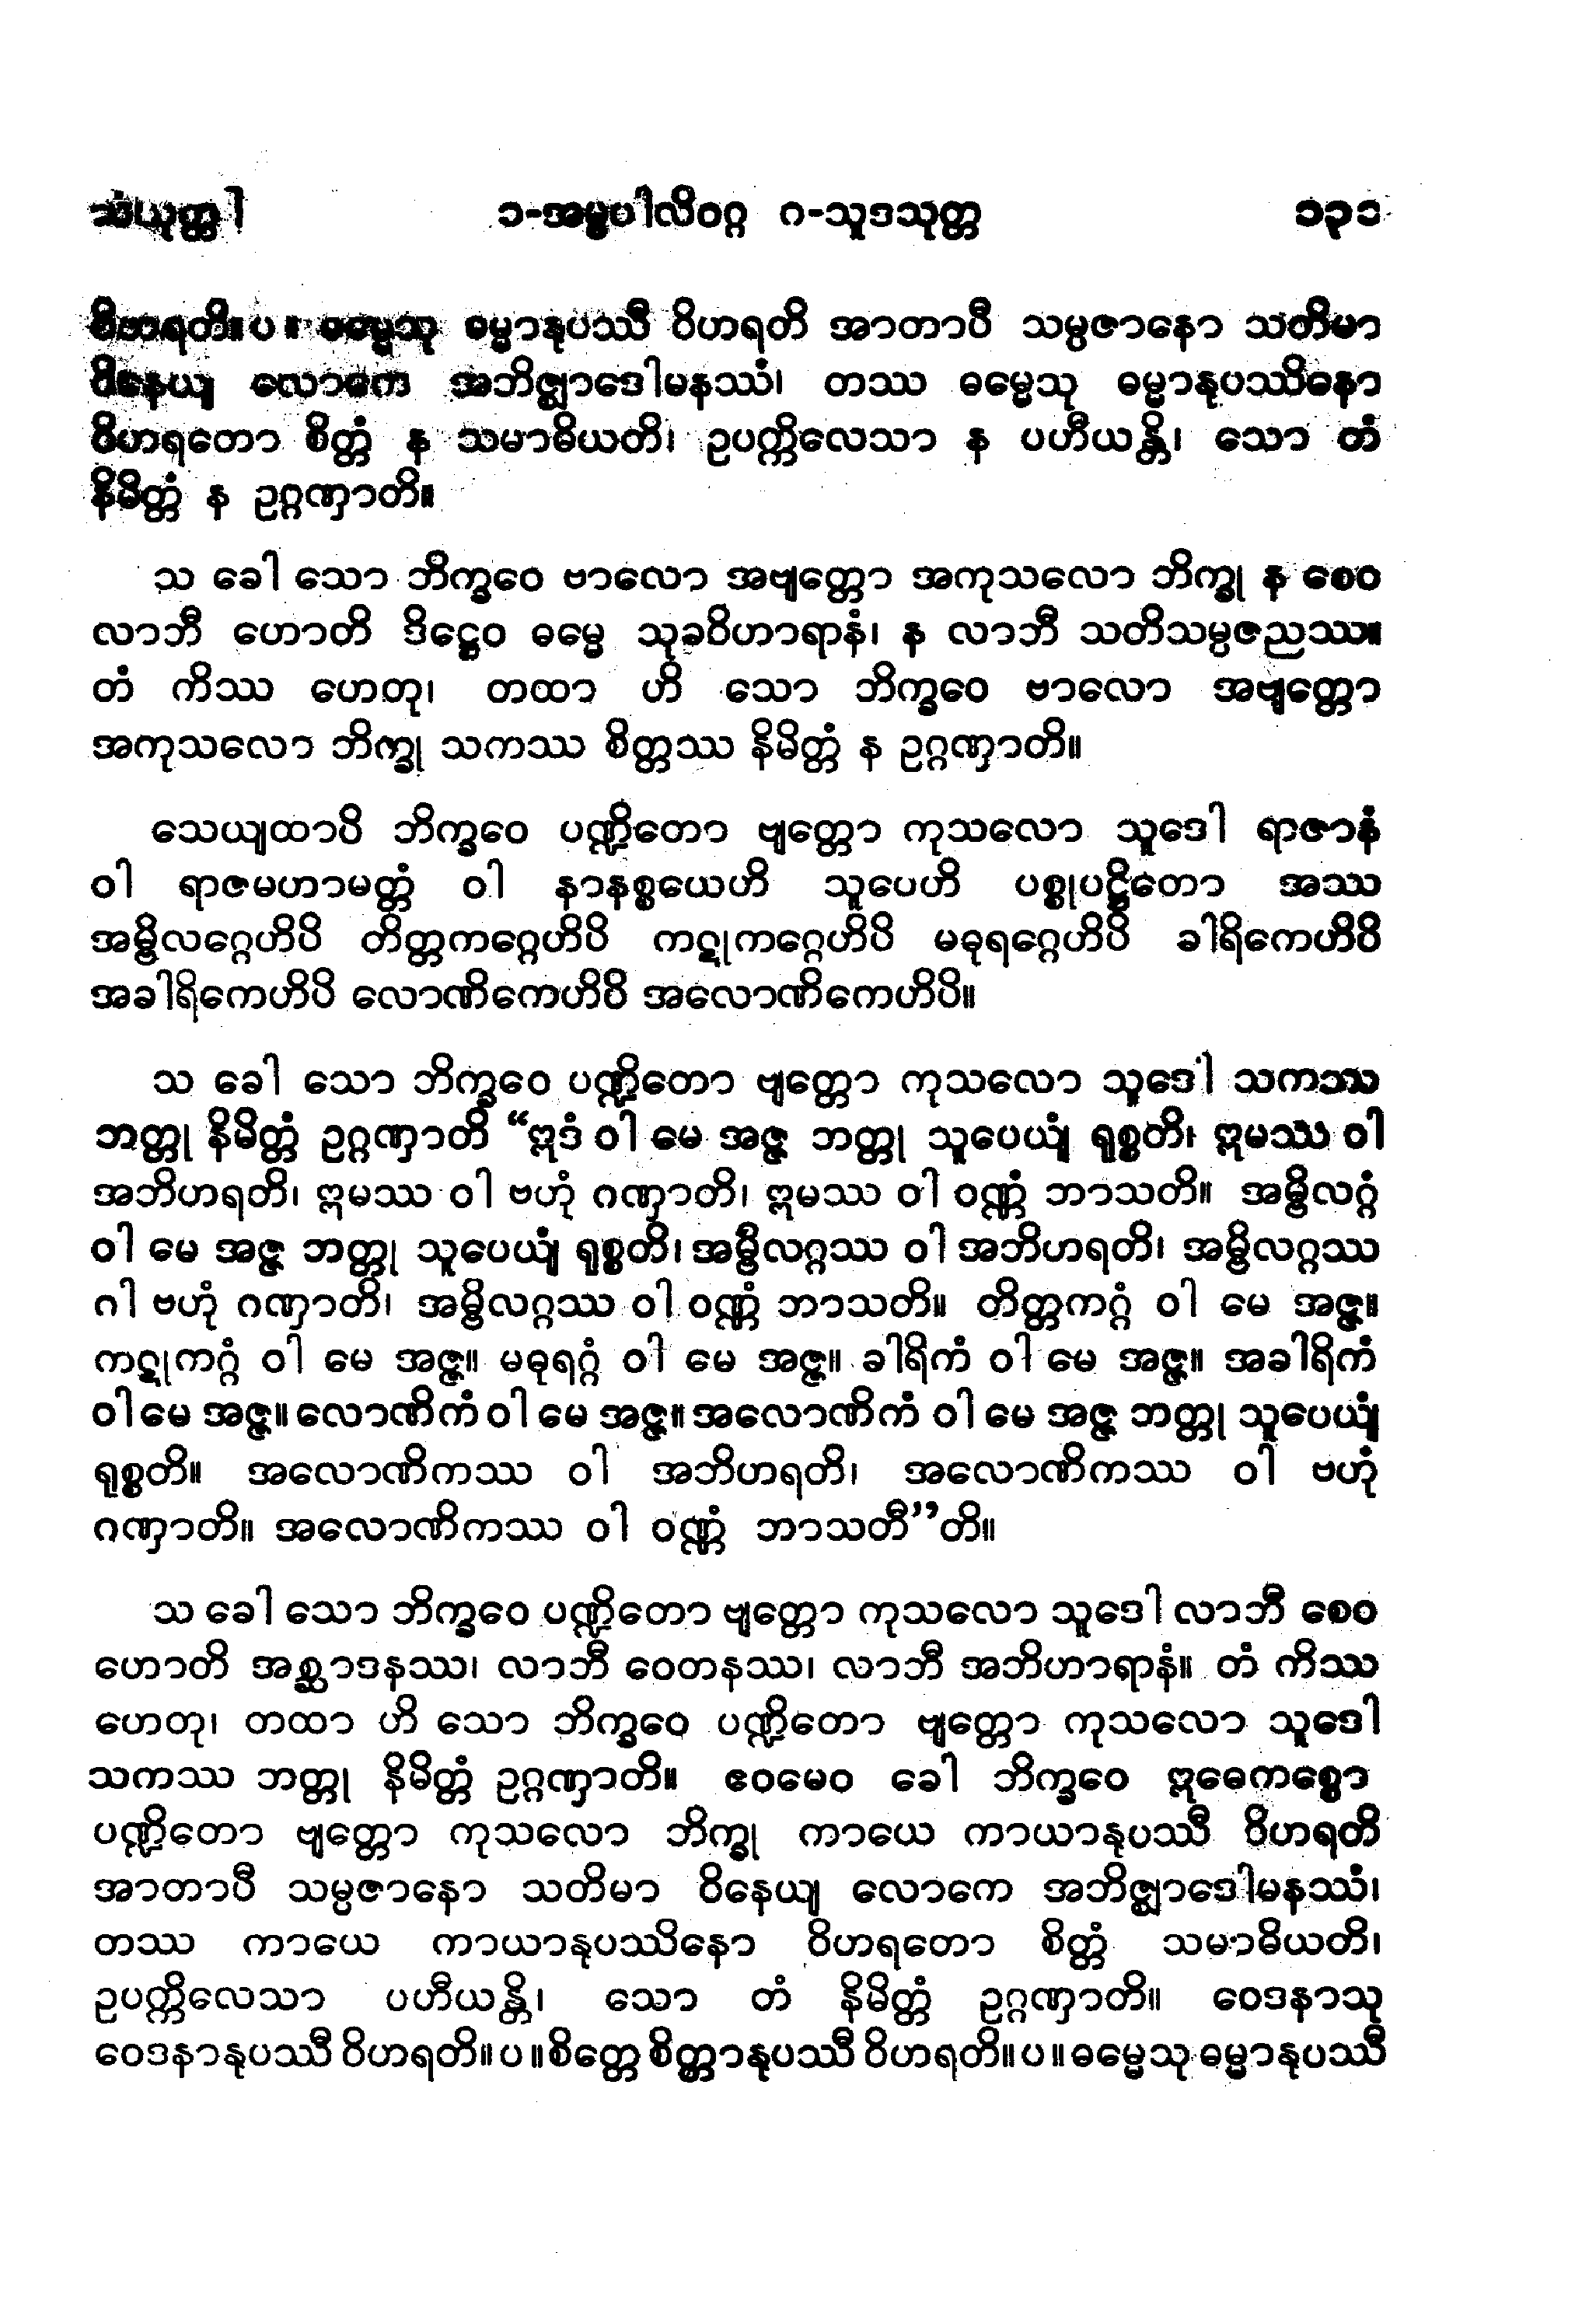 သံယုတ္တ ၂ ၁-အမ္ဗပါလိဝဂ္ဂ ဂ-သူဒသုတ္တ ၁၃၁
ဝိဟရတိ။ပ။ ဓမ္မေသု ဓမ္မာနုပဿီ ဝိဟရတိ အာတာပီ သမ္ပဇာနော သတိမာ
ဝိနေယျ လောကေ အဘိဇ္ဈာဒေါမနဿံ၊ တဿ ဓမ္မေသု ဓမ္မာနုပဿိနော
ဝိဟရတော စိတ္တံ န သမာဓိယတိ၊ ဥပက္ကိလေသာ န ပဟီယန္တိ၊ သော တံ
နိမိတ္တံ န ဥဂ္ဂဏှာတိ။
သ ခေါ သော ဘိက္ခဝေ ဗာလော အဗျတ္တော အကုသလော ဘိက္ခု န စေဝ
လာဘီ ဟောတိ ဒိဋ္ဌေဝ ဓမ္မေ သုခဝိဟာရာနံ၊ န လာဘီ သတိသမ္ပဇညဿ။
တံ ကိဿ ဟေတု၊ တထာ ဟိ သော ဘိက္ခဝေ ဗာလော အဗျတ္တော
အကုသလော ဘိက္ခု သကဿ စိတ္တဿ နိမိတ္တံ န ဥဂ္ဂဏှာတိ။
သေယျထာပိ ဘိက္ခဝေ ပဏ္ဍိတော ဗျတ္တော ကုသလော သူဒေါ ရာဇာနံ
ဝါ ရာဇမဟာမတ္တံ ဝါ နာနစ္စယေဟိ သူပေဟိ ပစ္စုပဋ္ဌိတော အဿ
အမ္ဗိလဂ္ဂေဟိပိ တိတ္တကဂ္ဂေဟိပိ ကဋုကဂ္ဂေဟိပိ မဓုရဂ္ဂေဟိပိ ခါရိကေဟိပိ
အခါရိကေဟိပိ လောဏိကေဟိပိ အလောဏိကေဟိပိ။
သ ခေါ သော ဘိက္ခဝေ ပဏ္ဍိတော ဗျတ္တော ကုသလော သူဒေါ သကဿ
ဘတ္တု နိမိတ္တံ ဥဂ္ဂဏှာတိ “ဣဒံ ဝါ မေ အဇ္ဇ ဘတ္တု သူပေယျံ ရုစ္စတိ၊ ဣမဿ ဝါ
အဘိဟရတိ၊ ဣမဿ ဝါ ဗဟုံ ဂဏှာတိ၊ ဣမဿ ဝါ ဝဏ္ဏံ ဘာသတိ။ အမ္ဗိလဂ္ဂံ
ဝါ မေ အဇ္ဇ ဘတ္တု သူပေယျံ ရုစ္စတိ၊ အမ္ဗိလဂ္ဂဿ ဝါ အဘိဟရတိ၊ အမ္ဗိလဂ္ဂဿ
ဂါ ဗဟုံ ဂဏှာတိ၊ အမ္ဗိလဂ္ဂဿ ဝါ ဝဏ္ဏံ ဘာသတိ။ တိတ္တကဂ္ဂံ ဝါ မေ အဇ္ဇ။
ကဋုကဂ္ဂံ ဝါ မေ အဇ္ဇ။ မဓုရဂ္ဂံ ဝါ မေ အဇ္ဇ။ ခါရိကံ ဝါ မေ အဇ္ဇ။ အခါရိကံ
ဝါ မေ အဇ္ဇ။ လောဏိကံ ဝါ မေ အဇ္ဇ။ အလောဏိကံ ဝါ မေ အဇ္ဇ ဘတ္တု သူပေယျံ
ရုစ္စတိ။ အလောဏိကဿ ဝါ အဘိဟရတိ၊ အလောဏိကဿ ဝါ ဗဟုံ
ဂဏှာတိ။ အလောဏိကဿ ဝါ ဝဏ္ဏံ ဘာသတီ”တိ။
သ ခေါ သော ဘိက္ခဝေ ပဏ္ဍိတော ဗျတ္တော ကုသလော သူဒေါ လာဘီ စေဝ
ဟောတိ အစ္ဆာဒနဿ၊ လာဘီ ဝေတနဿ၊ လာဘီ အဘိဟာရာနံ။ တံ ကိဿ
ဟေတု၊ တထာ ဟိ သော ဘိက္ခဝေ ပဏ္ဍိတော ဗျတ္တော ကုသလော သူဒေါ
သကဿ ဘတ္တု နိမိတ္တံ ဥဂ္ဂဏှာတိ။ ဧဝမေဝ ခေါ ဘိက္ခဝေ ဣဓေကစ္စော
ပဏ္ဍိတော ဗျတ္တော ကုသလော ဘိက္ခု ကာယေ ကာယာနုပဿီ ဝိဟရတိ
အာတာပီ သမ္ပဇာနော သတိမာ ဝိနေယျ လောကေ အဘိဇ္ဈာဒေါမနဿံ၊
တဿ ကာယေ ကာယာနုပဿိနော ဝိဟရတော စိတ္တံ သမာဓိယတိ၊
ဥပက္ကိလေသာ ပဟီယန္တိ၊ သော တံ နိမိတ္တံ ဥဂ္ဂဏှာတိ။ ဝေဒနာသု
ဝေဒနာနုပဿီ ဝိဟရတိ။ ပ ။ စိတ္တေ စိတ္တာနုပဿီ ဝိဟရတိ။ ပ ။ ဓမ္မေသု ဓမ္မာနုပဿီ